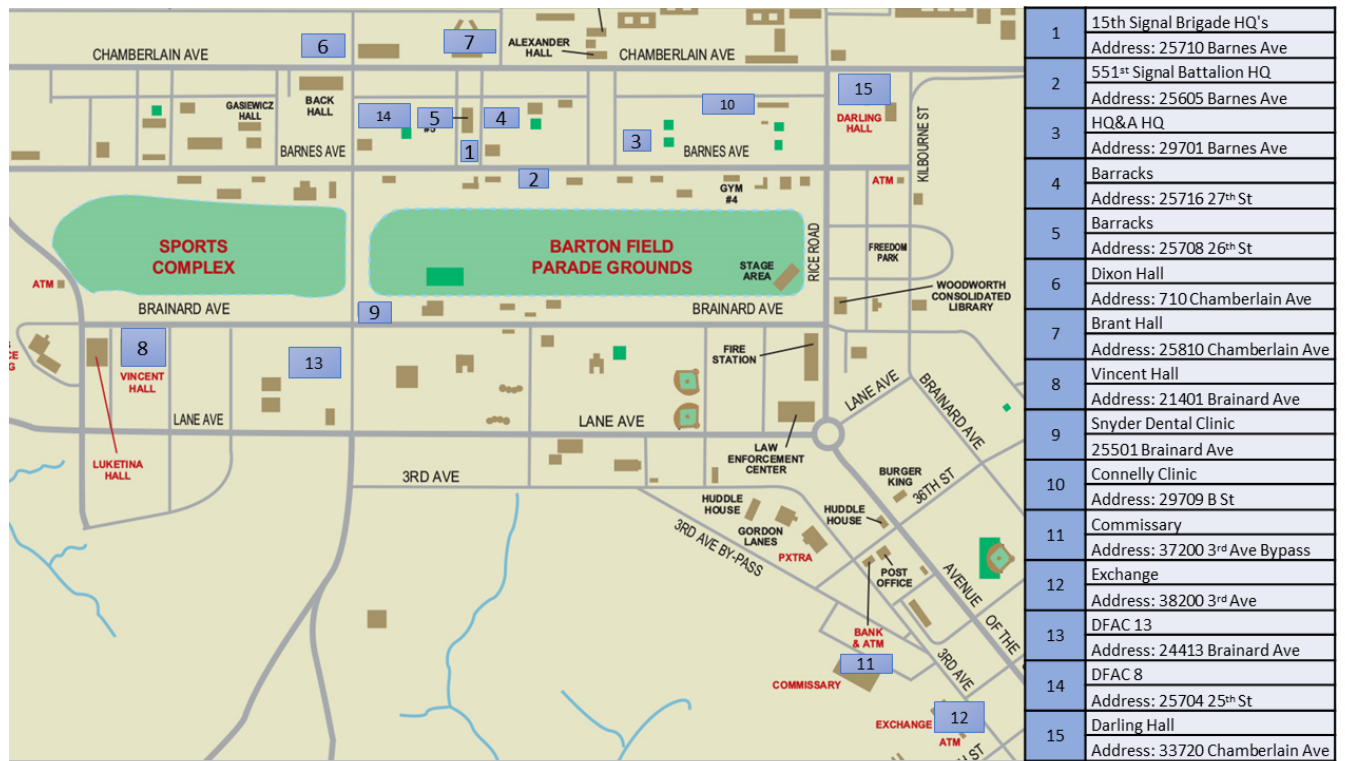 6
7
ALEXANDER
HALL
CHAMBERLAIN AVE
CHAMBERLAIN AVE
BACK
HALL
GASIEWICZ
HALL
14
5
#5
4
10
15
DARLING
HALL
KILBOURNE ST
3
BARNES AVE
1
BARNES AVE
2
GYM
#4
ATM
SPORTS
COMPLEX
BARTON FIELD
PARADE GROUNDS
STAGE
AREA
RICE ROAD
FREEDOM
PARK
ATM
WOODWORTH
CONSOLIDATED
LIBRARY
BRAINARD AVE
9
BRAINARD AVE
CE
G
8
VINCENT
HALL
13
FIRE
STATION
LANE AVE
BRAINARD AVE
LANE AVE
LANE AVE
LUKETINA
HALL
LAW
ENFORCEMENT
CENTER
3RD AVE
BURGER
KING
36TH ST
HUDDLE
HOUSE
HUDDLE
HOUSE
GORDON
LANES
3RD AVE BY-PASS
PXTRA
POST
OFFICE
AVENUE OF THE
BANK
& ATM
11
COMMISSARY
3RD AVE
EXCHANGE
12
ATM
ST
1
15th Signal Brigade HQ's
Address: 25710 Barnes Ave
2
551st Signal Battalion HQ
Address: 25605 Barnes Ave
3
HQ&A HQ
Address: 29701 Barnes Ave
4
Barracks
Address: 25716 27th St
5
Barracks
Address: 25708 26th St
6
Dixon Hall
Address: 710 Chamberlain Ave
7
Brant Hall
Address: 25810 Chamberlain Ave
8
Vincent Hall
Address: 21401 Brainard Ave
9
Snyder Dental Clinic
25501 Brainard Ave
10
Connelly Clinic
Address: 29709 B St
11
Commissary
Address: 37200 3rd Ave Bypass
12
Exchange
Address: 38200 3rd Ave
13
DFAC 13
Address: 24413 Brainard Ave
14
DFAC 8
Address: 25704 25th St
15
Darling Hall
Address: 33720 Chamberlain Ave